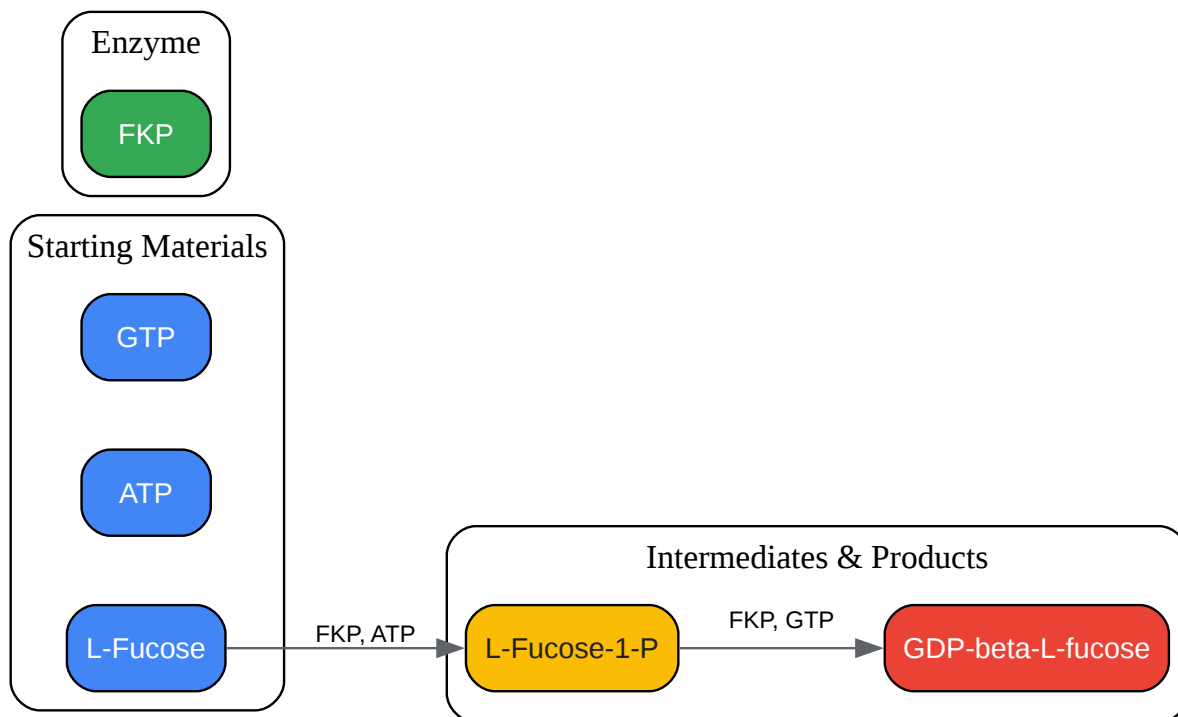 Enzyme
FKP
Starting Materials
GTP
ATP
L-Fucose
FKP, ATP
Intermediates & Products
L-Fucose-1-P
FKP, GTP
GDP-beta-L-fucose